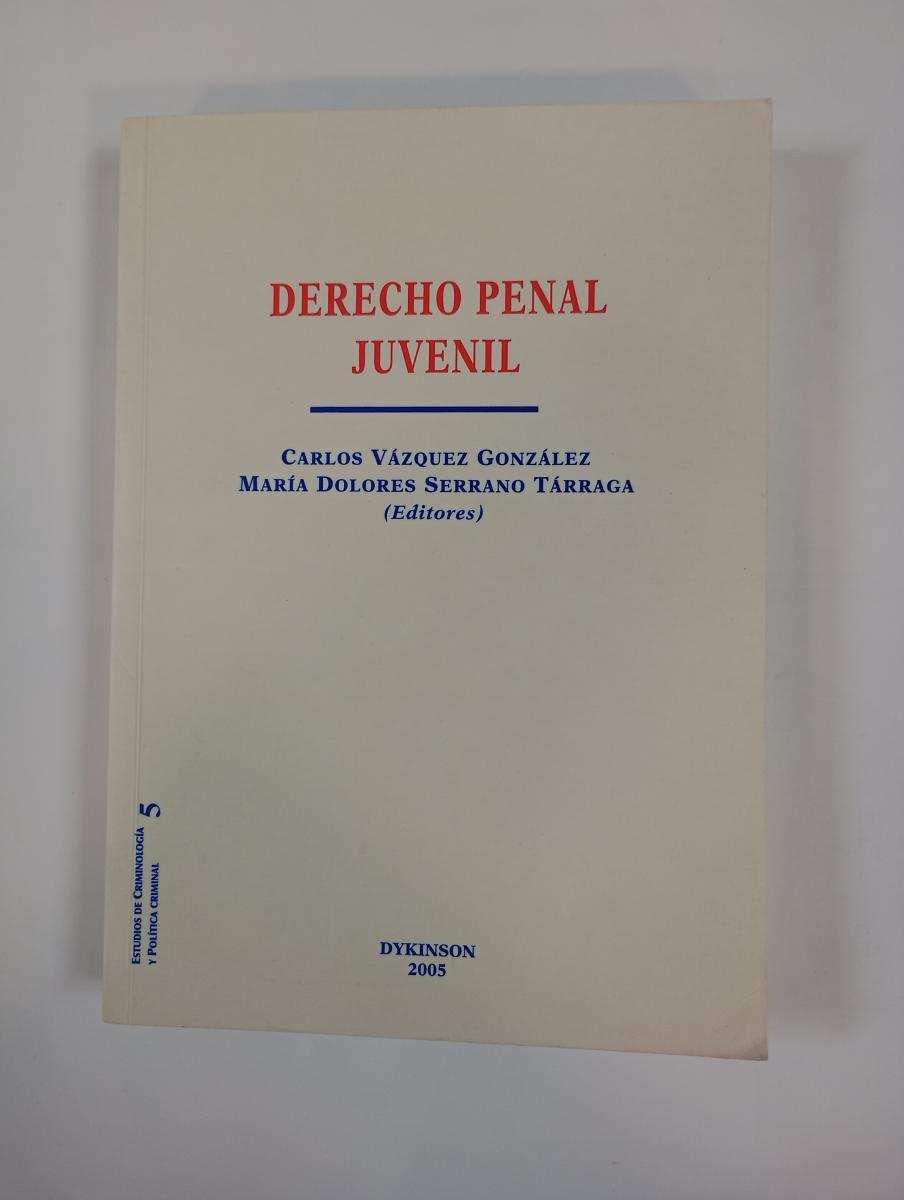 DERECHO PENAL
JUVENIL
CARLOS VÁZQUEZ GONZÁLEZ
MARÍA DOLORES SERRANO TÁRRAGA
(Editores)
ESTUDIOS DE CRIMINOLOGÍA
Y POLÍTICA CRIMINAL
5
DYKINSON
2005